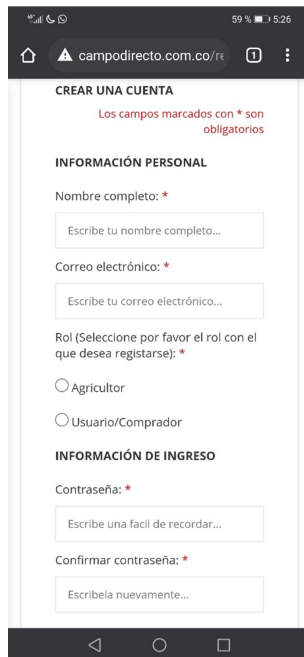 59 % 5:26
campodirecto.com.co/re
1
CREAR UNA CUENTA
Los campos marcados con * son
obligatorios
INFORMACIÓN PERSONAL
Nombre completo: *
Escribe tu nombre completo...
Correo electrónico: *
Escribe tu correo electrónico...
Rol (Seleccione por favor el rol con el
que desea registarse): *
Agricultor
Usuario/Comprador
INFORMACIÓN DE INGRESO
Contraseña: *
Escribe una facil de recordar...
Confirmar contraseña: *
Escribela nuevamente...